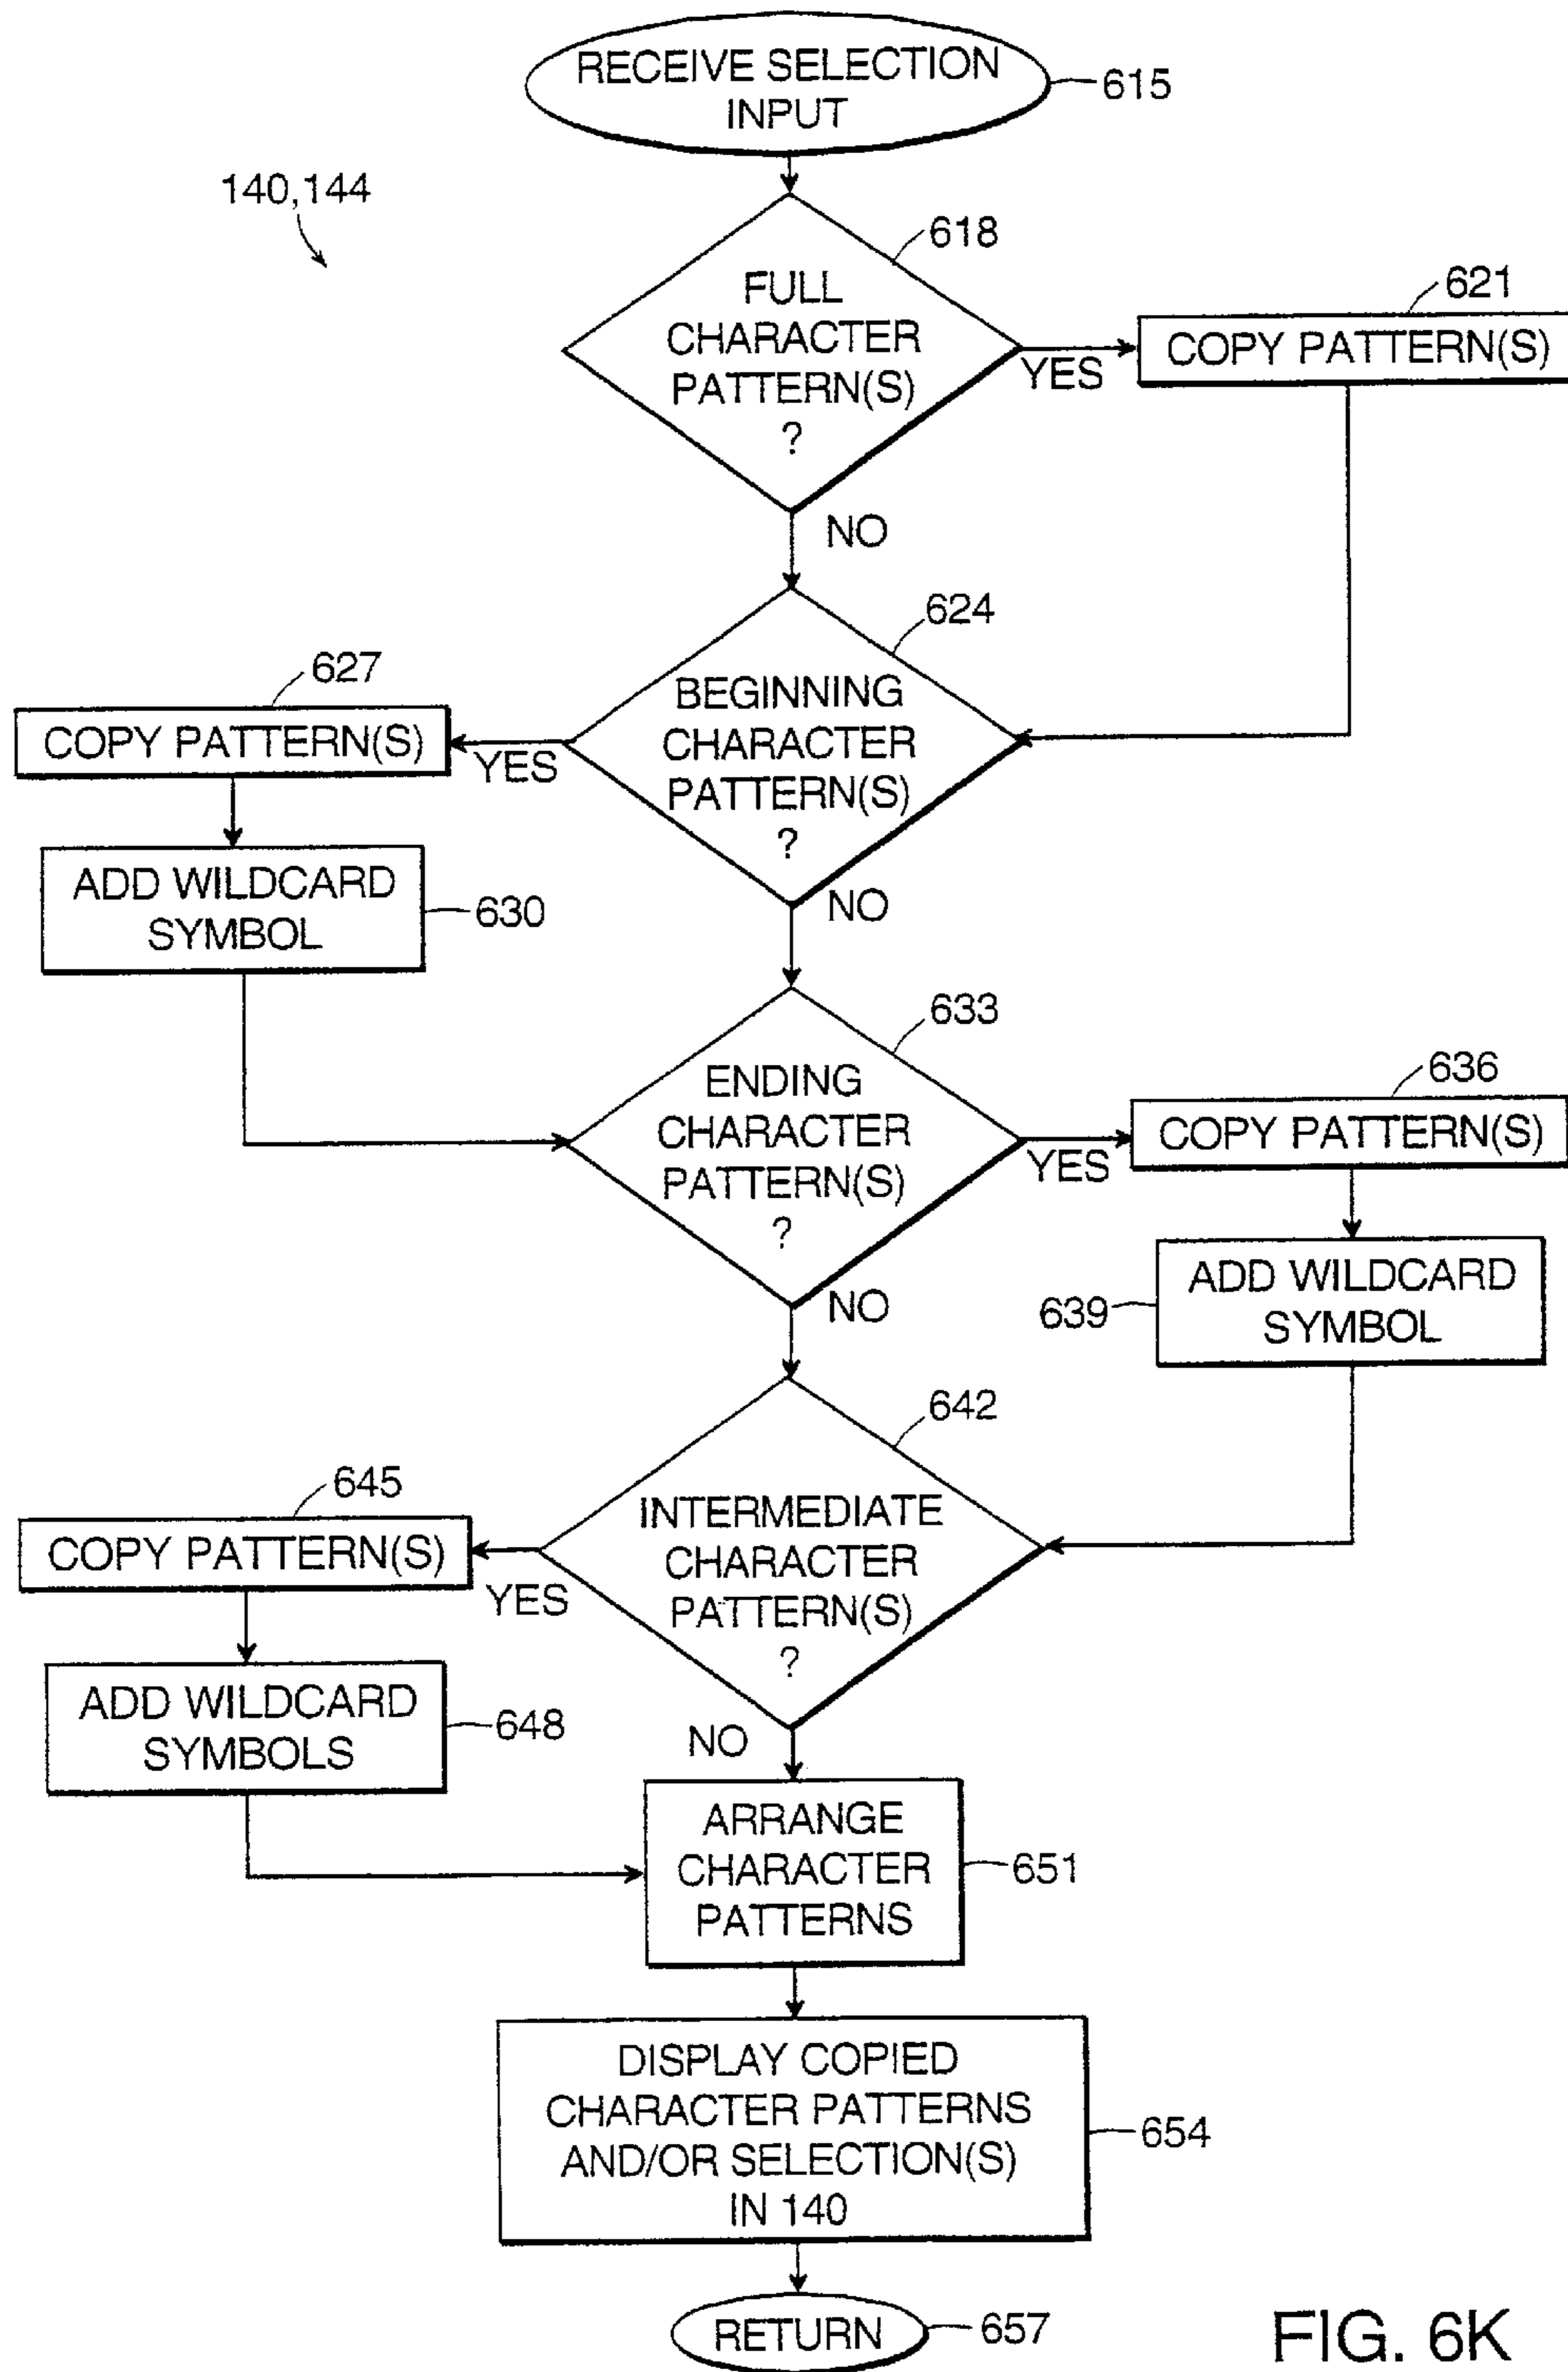 RECEIVE SELECTION
INPUT
615
140,144
618
FULL
CHARACTER
PATTERN(S)
?
YES
621
COPY PATTERN(S)
NO
624
BEGINNING
CHARACTER
PATTERN(S)
?
YES
627
COPY PATTERN(S)
ADD WILDCARD
SYMBOL
630
NO
633
ENDING
CHARACTER
PATTERN(S)
?
YES
636
COPY PATTERN(S)
ADD WILDCARD
SYMBOL
639
NO
642
INTERMEDIATE
CHARACTER
PATTERN(S)
?
YES
645
COPY PATTERN(S)
ADD WILDCARD
SYMBOLS
648
NO
ARRANGE
CHARACTER
PATTERNS
651
DISPLAY COPIED
CHARACTER PATTERNS
AND/OR SELECTION(S)
IN 140
654
RETURN
657
FIG. 6K